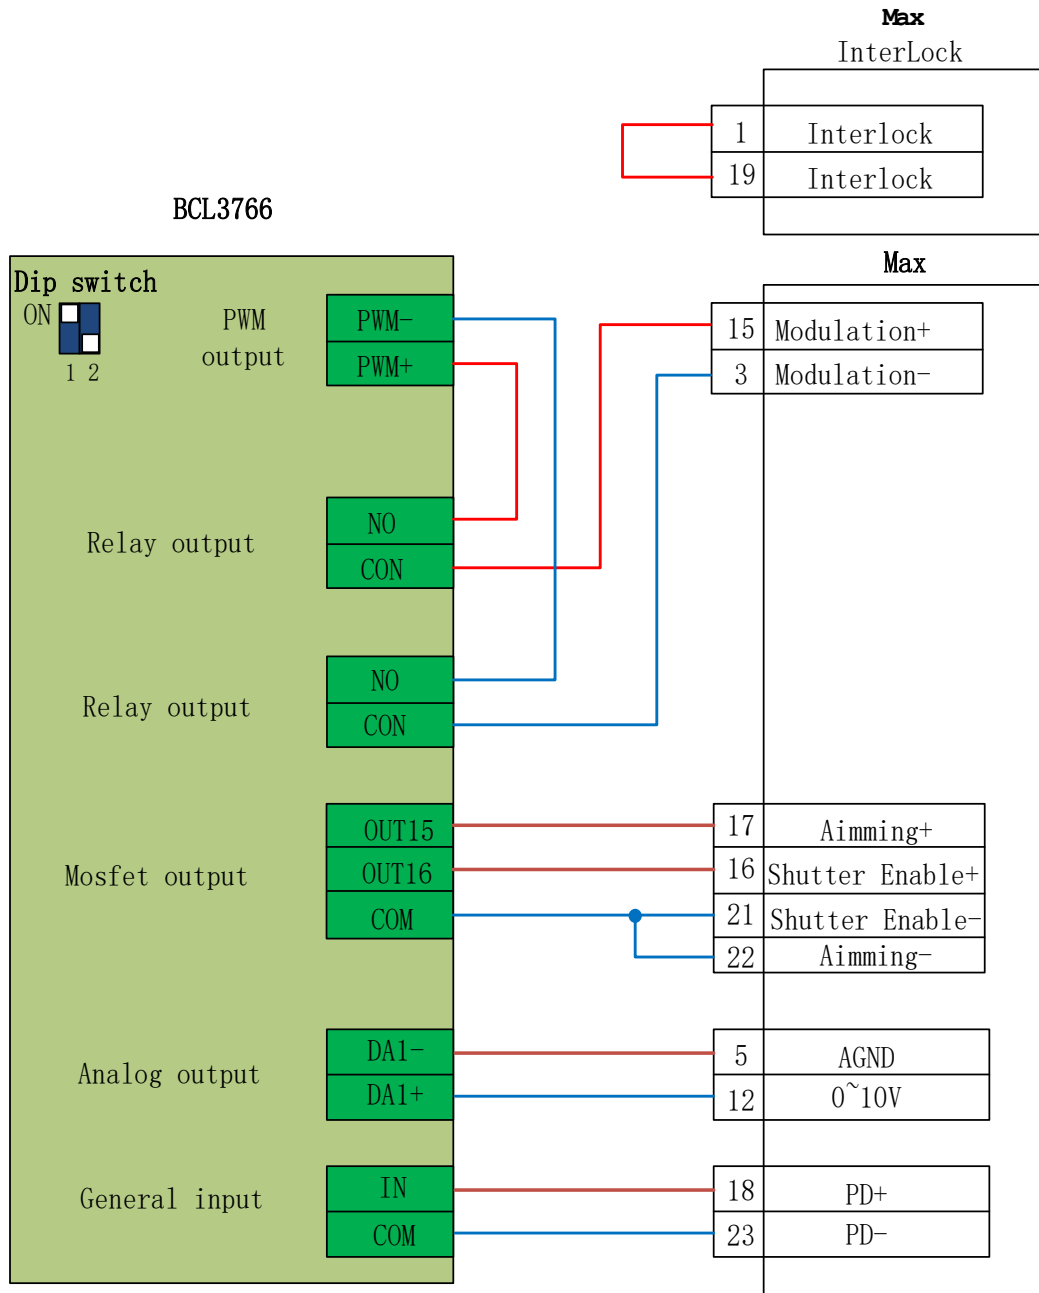 Max
InterLock
1 Interlock
19 Interlock
BCL3766
Max
Dip switch
ON
1 2
PWM
output
PWM-
PWM+
15 Modulation+
3 Modulation-
Relay output
NO
CON
Relay output
NO
CON
Mosfet output
OUT15
OUT16
COM
17 Aimming+
16 Shutter Enable+
21 Shutter Enable-
22 Aimming-
Analog output
DA1-
DA1+
5 AGND
12 0~10V
General input
IN
COM
18 PD+
23 PD-